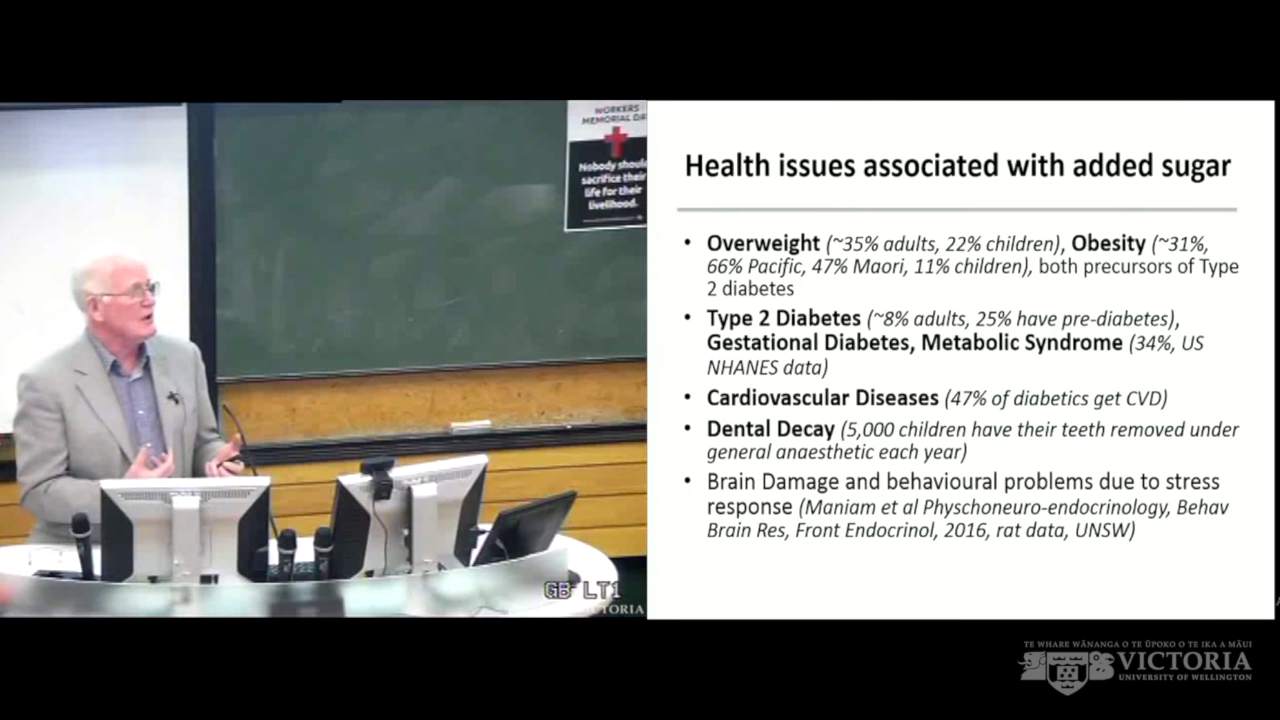 WORKERS
MEMORIAL DA
Nobody shoul
sacrifice their
life for their
livelihood.
GB LT1
TORIA
Health issues associated with added sugar
• Overweight (~35% adults, 22% children), Obesity (~31%,
66% Pacific, 47% Maori, 11% children), both precursors of Type
2 diabetes
• Type 2 Diabetes (~8% adults, 25% have pre-diabetes),
Gestational Diabetes, Metabolic Syndrome (34%, US
NHANES data)
• Cardiovascular Diseases (47% of diabetics get CVD)
• Dental Decay (5,000 children have their teeth removed under
general anaesthetic each year)
• Brain Damage and behavioural problems due to stress
response (Maniam et al Physchoneuro-endocrinology, Behav
Brain Res, Front Endocrinol, 2016, rat data, UNSW)
TE WHARE WĀNANGA O TE ŪPOKO O TE IKA A MĀUI
VICTORIA
UNIVERSITY OF WELLINGTON